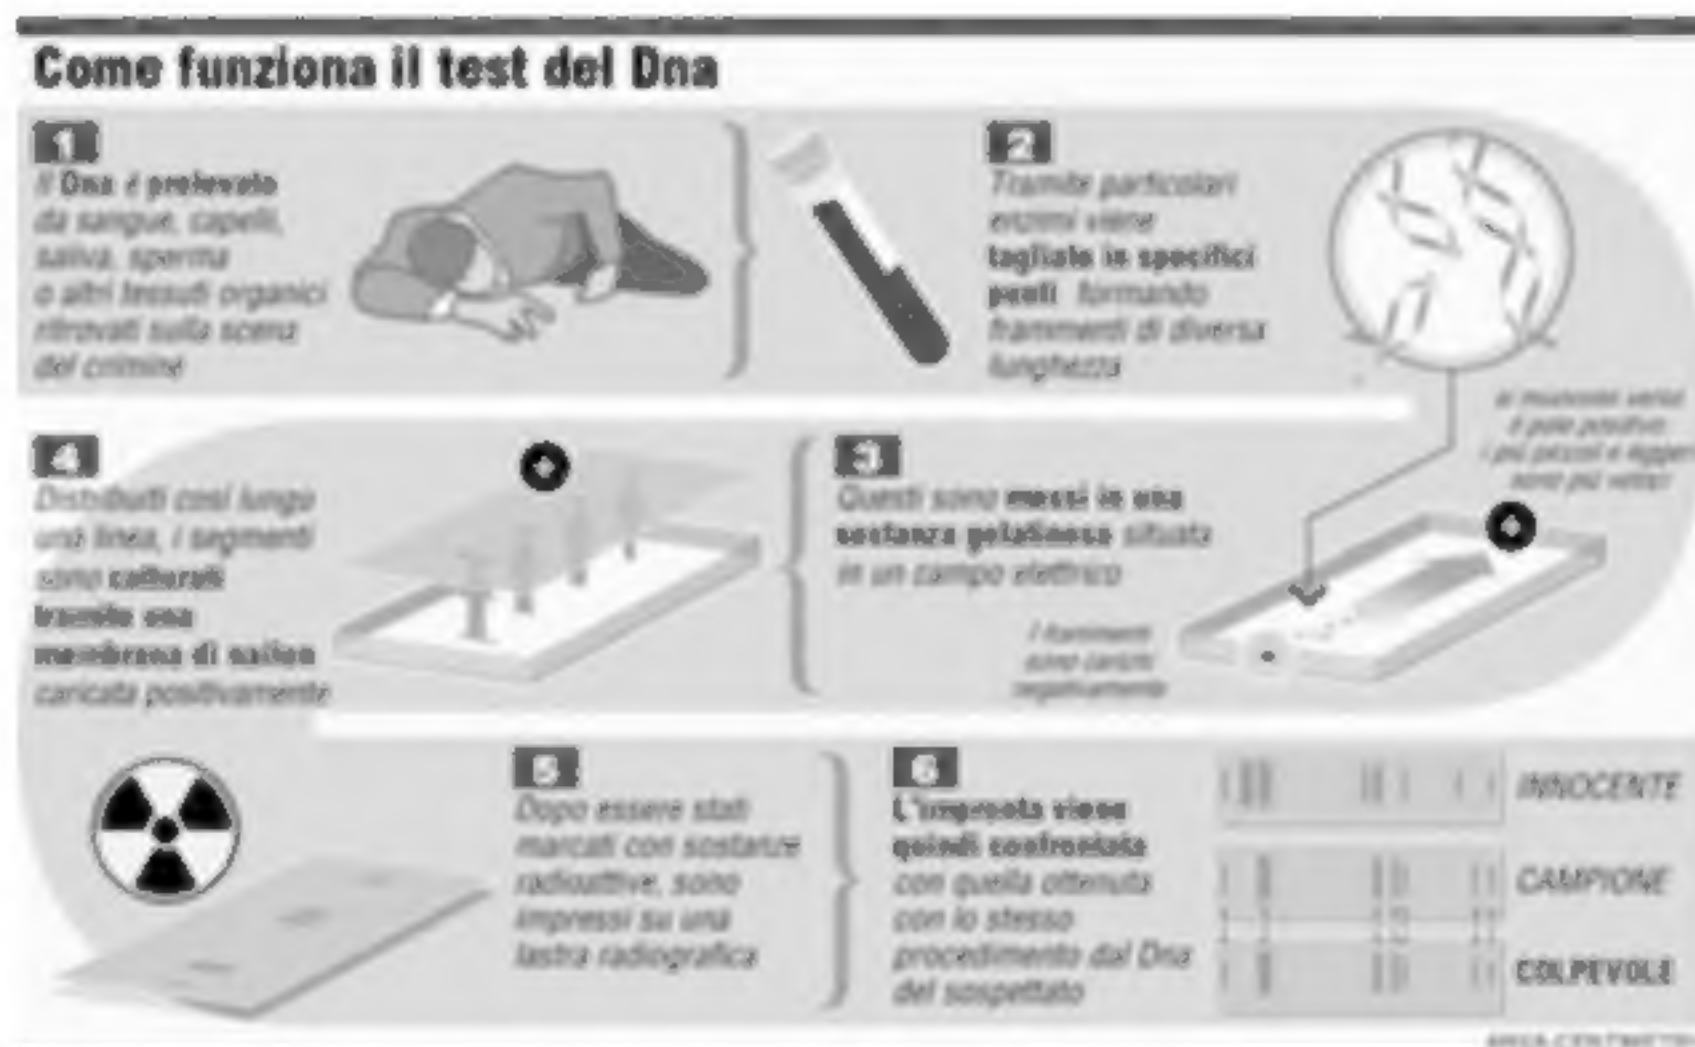 Come funziona il test del Dna
1
Il Dna è prelevato
da sangue, capelli,
saliva, sperma
o altri tessuti organici
ritrovati sulla scena
del crimine
2
Tramite particolari
enzimi viene
tagliato in specifici
punti formando
frammenti di diversa
lunghezza
si muovono verso
il polo positivo:
i più piccoli e leggeri
sono più veloci
3
Questi sono messi in una
sostanza gelatinosa situata
in un campo elettrico
I frammenti
sono carichi
negativamente
4
Distribuiti così lungo
una linea, i segmenti
sono catturati
tramite una
membrana di nailon
caricata positivamente
5
Dopo essere stati
marcati con sostanze
radioattive, sono
impressi su una
lastra radiografica
6
L'impronta viene
quindi confrontata
con quella ottenuta
con lo stesso
procedimento dal Dna
del sospettato
INNOCENTE
CAMPIONE
COLPEVOLE
ANSA-CENTIMETRI